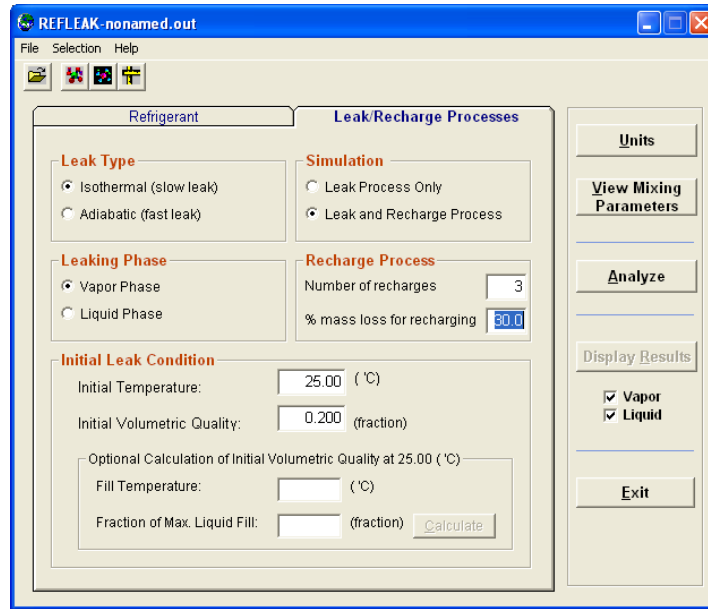 REFLEAK-nonamed.out
File Selection Help
Refrigerant
Leak/Recharge Processes
Leak Type
Isothermal (slow leak)
Adiabatic (fast leak)
Simulation
Leak Process Only
Leak and Recharge Process
Leaking Phase
Vapor Phase
Liquid Phase
Recharge Process
Number of recharges 3
% mass loss for recharging 30.0
Initial Leak Condition
Initial Temperature: 25.00 (°C)
Initial Volumetric Quality: 0.200 (fraction)
Optional Calculation of Initial Volumetric Quality at 25.00 (°C)
Fill Temperature: (°C)
Fraction of Max. Liquid Fill: (fraction) Calculate
Units
View Mixing
Parameters
Analyze
Display Results
Vapor
Liquid
Exit